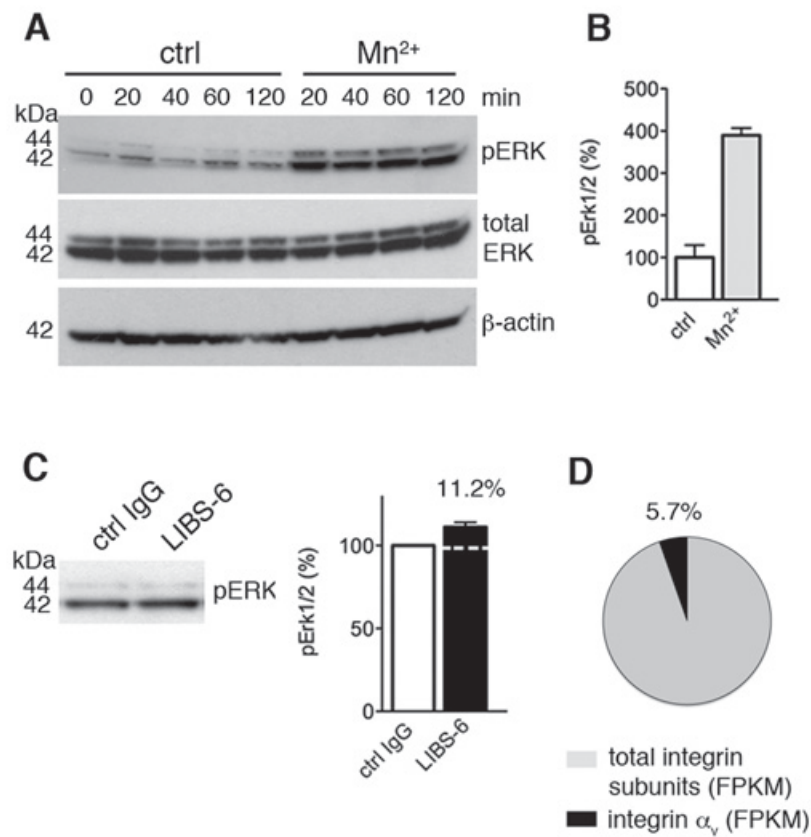 A
ctrl Mn²⁺
0 20 40 60 120 20 40 60 120 min
kDa
44
42
pERK
44
42
total
ERK
42
β-actin
B
pErk1/2 (%)
500
400
300
200
100
0
ctrl Mn²⁺
C
ctrl IgG LIBS-6
kDa
44
42
pERK
11.2%
pErk1/2 (%)
100
50
0
ctrl IgG LIBS-6
D
5.7%
total integrin
subunits (FPKM)
integrin αᵥ (FPKM)